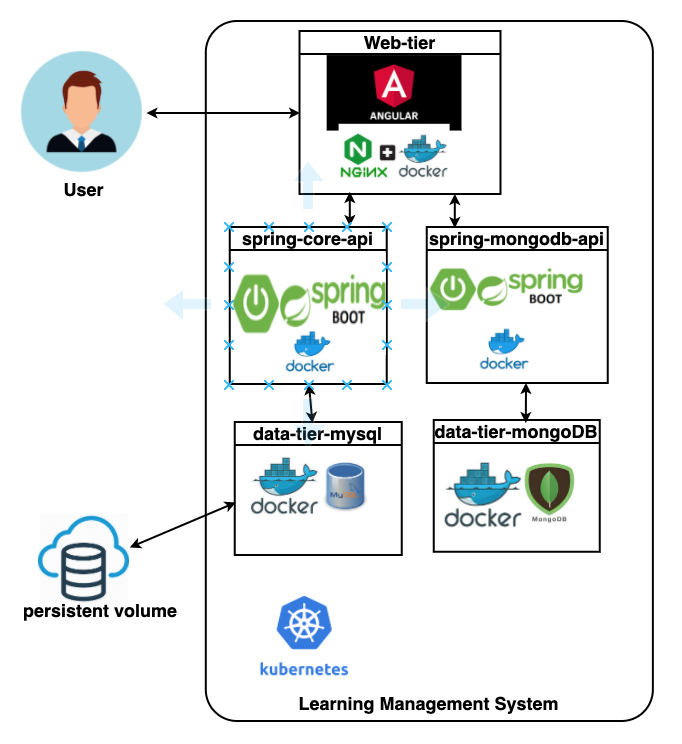 Web-tier
ANGULAR
NGiNX
docker
User
spring-core-api
spring-mongodb-api
spring
BOOT
docker
spring
BOOT
docker
data-tier-mysql
data-tier-mongoDB
docker
MySQL
docker
MongoDB
persistent volume
kubernetes
Learning Management System